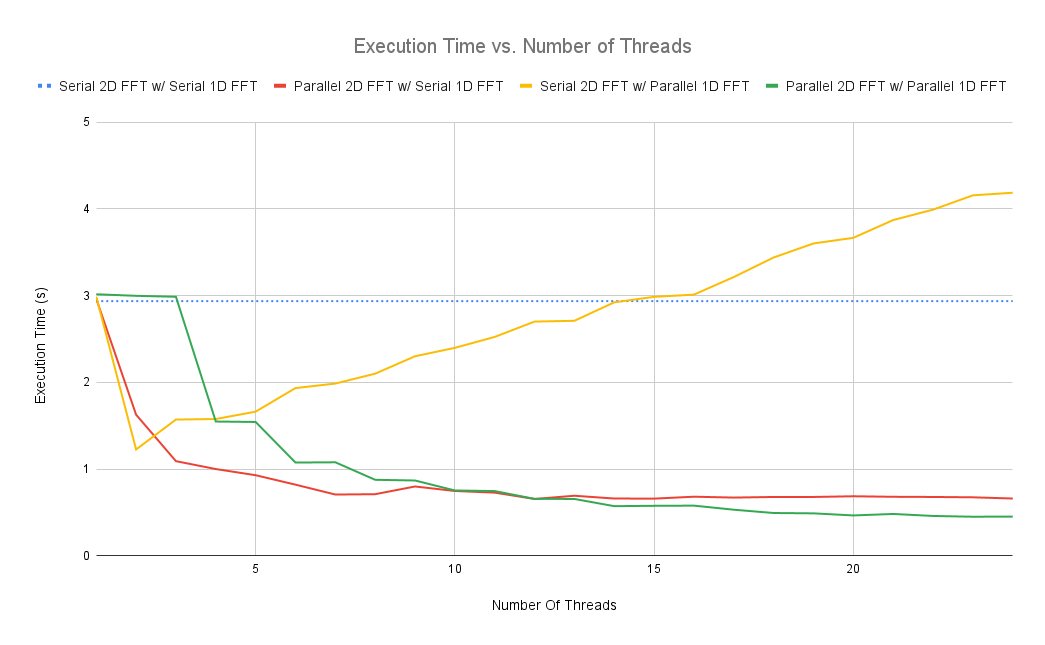 Execution Time vs. Number of Threads
Serial 2D FFT w/ Serial 1D FFT Parallel 2D FFT w/ Serial 1D FFT Serial 2D FFT w/ Parallel 1D FFT Parallel 2D FFT w/ Parallel 1D FFT
5
4
3
2
1
0
Execution Time (s)
5 10 15 20
Number Of Threads